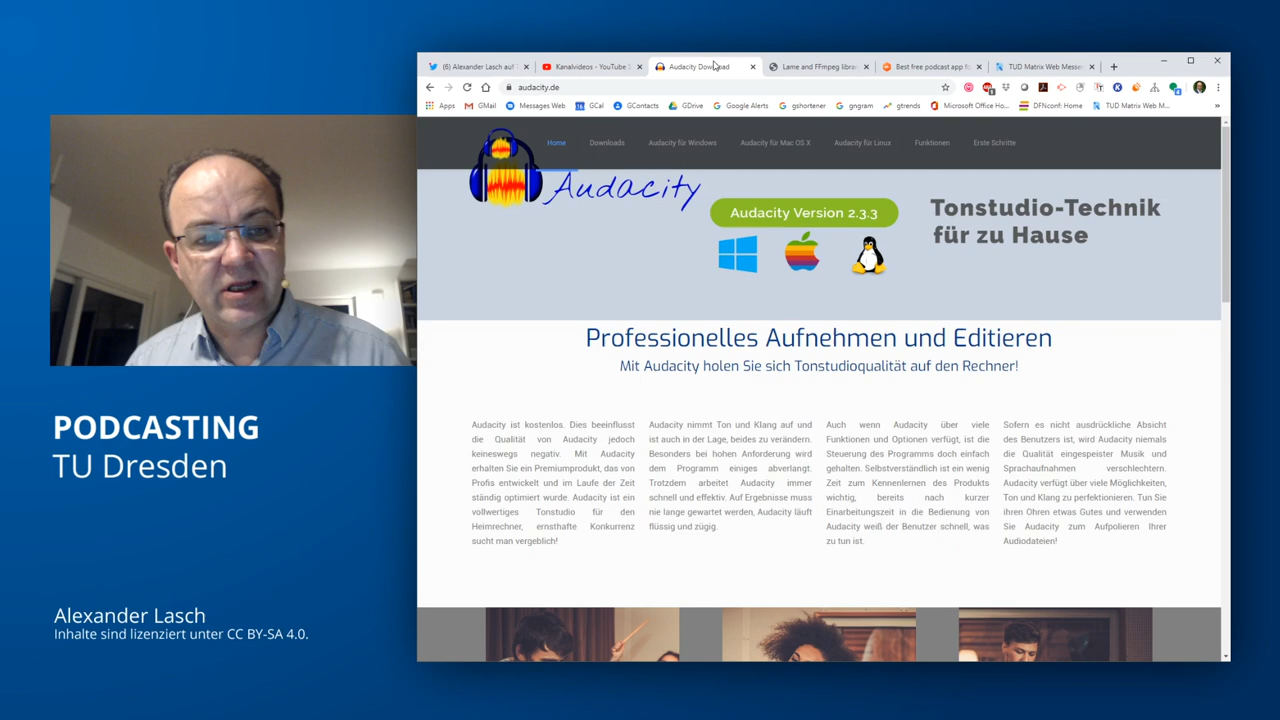 (6) Alexander Lasch auf
Kanalvideos - YouTube S
Audacity Download
Lame and FFmpeg libra
Best free podcast app fo
TUD Matrix Web Messe
audacity.de
Apps
GMail
Messages Web
GCal
GContacts
GDrive
Google Alerts
gshortener
gngram
gtrends
Microsoft Office Ho...
DFNconf: Home
TUD Matrix Web M...
Home
Downloads
Audacity für Windows
Audacity für Mac OS X
Audacity für Linux
Funktionen
Erste Schritte
Audacity
Audacity Version 2.3.3
Tonstudio-Technik
für zu Hause
Professionelles Aufnehmen und Editieren
Mit Audacity holen Sie sich Tonstudioqualität auf den Rechner!
Audacity ist kostenlos. Dies beeinflusst
die Qualität von Audacity jedoch
keineswegs negativ. Mit Audacity
erhalten Sie ein Premiumprodukt, das von
Profis entwickelt und im Laufe der Zeit
ständig optimiert wurde. Audacity ist ein
vollwertiges Tonstudio für den
Heimrechner, ernsthafte Konkurrenz
sucht man vergeblich!
Audacity nimmt Ton und Klang auf und
ist auch in der Lage, beides zu verändern.
Besonders bei hohen Anforderung wird
dem Programm einiges abverlangt.
Trotzdem arbeitet Audacity immer
schnell und effektiv. Auf Ergebnisse muss
nie lange gewartet werden, Audacity läuft
flüssig und zügig.
Auch wenn Audacity über viele
Funktionen und Optionen verfügt, ist die
Steuerung des Programms doch einfach
gehalten. Selbstverständlich ist ein wenig
Zeit zum Kennenlernen des Produkts
wichtig, bereits nach kurzer
Einarbeitungszeit in die Bedienung von
Audacity weiß der Benutzer schnell, was
zu tun ist.
Sofern es nicht ausdrückliche Absicht
des Benutzers ist, wird Audacity niemals
die Qualität eingespeister Musik und
Sprachaufnahmen verschlechtern.
Audacity verfügt über viele Möglichkeiten,
Ton und Klang zu perfektionieren. Tun Sie
ihren Ohren etwas Gutes und verwenden
Sie Audacity zum Aufpolieren Ihrer
Audiodateien!
PODCASTING
TU Dresden
Alexander Lasch
Inhalte sind lizenziert unter CC BY-SA 4.0.